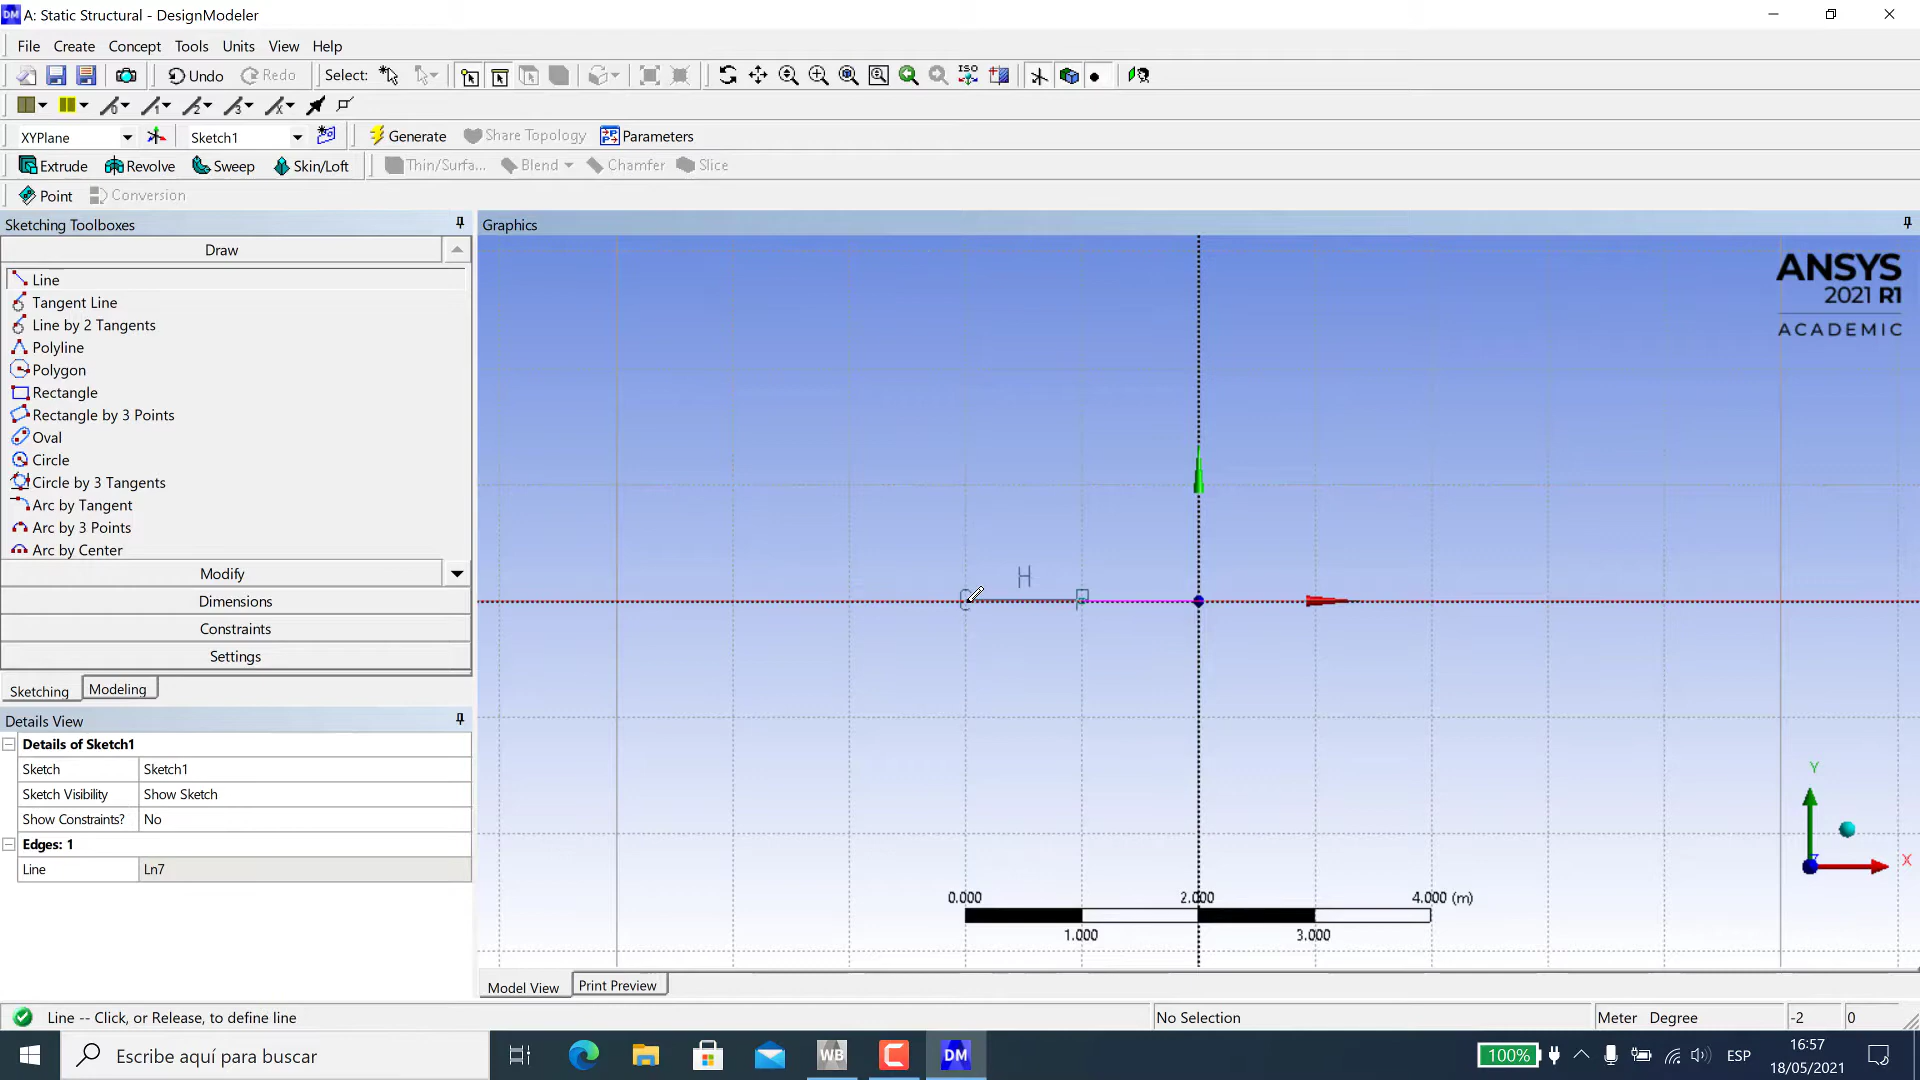 DM A: Static Structural - DesignModeler
File Create Concept Tools Units View Help
Undo Redo Select: ISO
XYPlane Sketch1 Generate Share Topology Parameters
Extrude Revolve Sweep Skin/Loft Thin/Surfa... Blend Chamfer Slice
Point Conversion
Sketching Toolboxes
Draw
Line
Tangent Line
Line by 2 Tangents
Polyline
Polygon
Rectangle
Rectangle by 3 Points
Oval
Circle
Circle by 3 Tangents
Arc by Tangent
Arc by 3 Points
Arc by Center
Modify
Dimensions
Constraints
Settings
Sketching Modeling
Details View
Details of Sketch1
Sketch Sketch1
Sketch Visibility Show Sketch
Show Constraints? No
Edges: 1
Line Ln7
Graphics
ANSYS
2021 R1
ACADEMIC
H
C P
Y
X
0.000 2.000 4.000 (m)
1.000 3.000
Model View Print Preview
Line -- Click, or Release, to define line No Selection Meter Degree -2 0
Escribe aquí para buscar
WB
DM
100%
ESP
16:57
18/05/2021